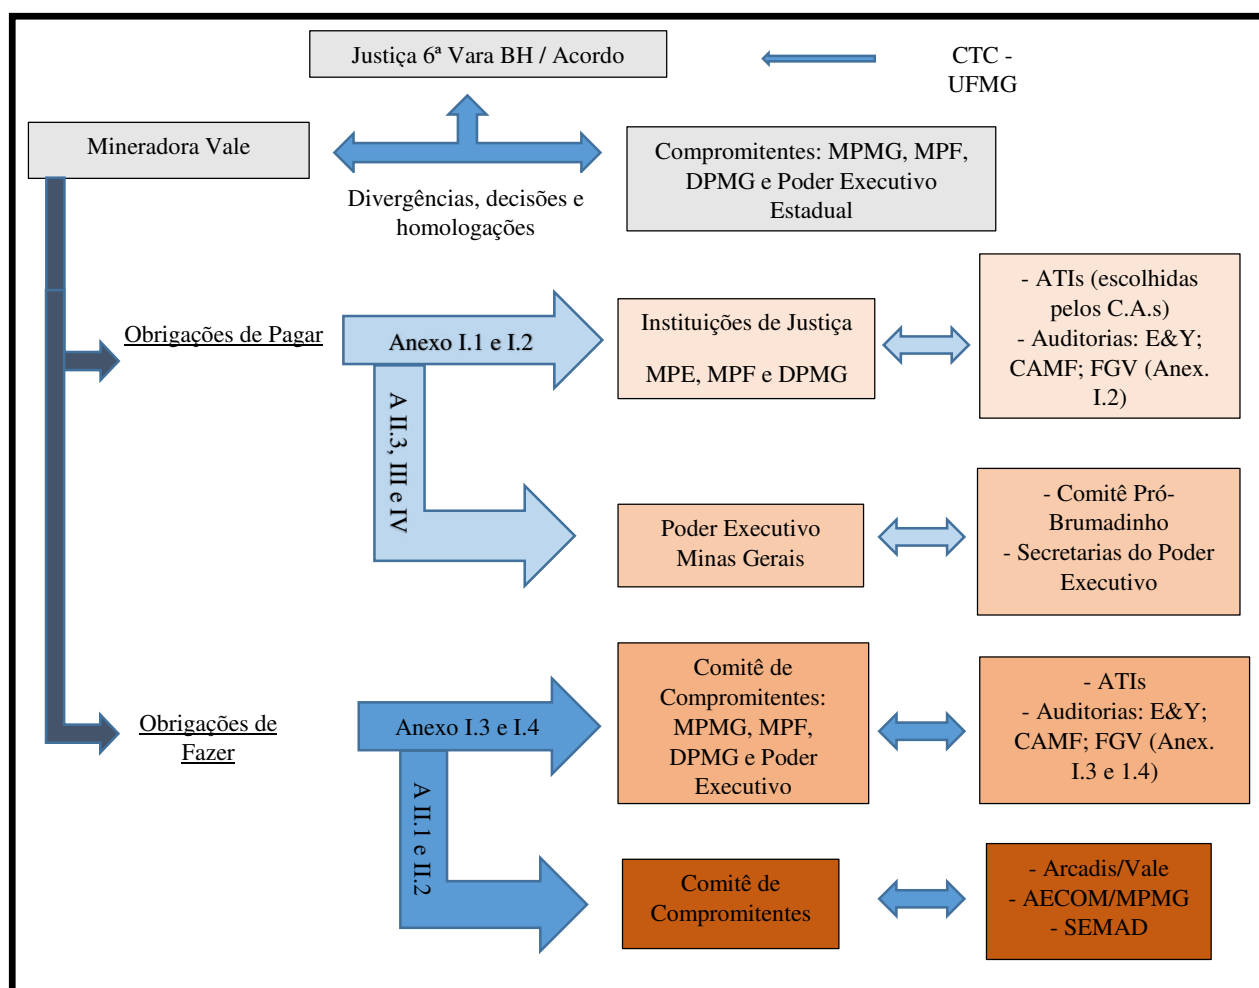 Justiça 6ª Vara BH / Acordo
CTC -
UFMG
Mineradora Vale
Compromitentes: MPMG, MPF,
DPMG e Poder Executivo
Estadual
Divergências, decisões e
homologações
Obrigações de Pagar
Anexo I.1 e I.2
A II.3, III e IV
Instituições de Justiça
MPE, MPF e DPMG
- ATIs (escolhidas
pelos C.A.s)
- Auditorias: E&Y;
CAMF; FGV (Anex.
I.2)
Poder Executivo
Minas Gerais
- Comitê Pró-
Brumadinho
- Secretarias do Poder
Executivo
Obrigações de
Fazer
Anexo I.3 e I.4
A II.1 e II.2
Comitê de
Compromitentes:
MPMG, MPF,
DPMG e Poder
Executivo
- ATIs
- Auditorias: E&Y;
CAMF; FGV (Anex.
I.3 e 1.4)
Comitê de
Compromitentes
- Arcadis/Vale
- AECOM/MPMG
- SEMAD